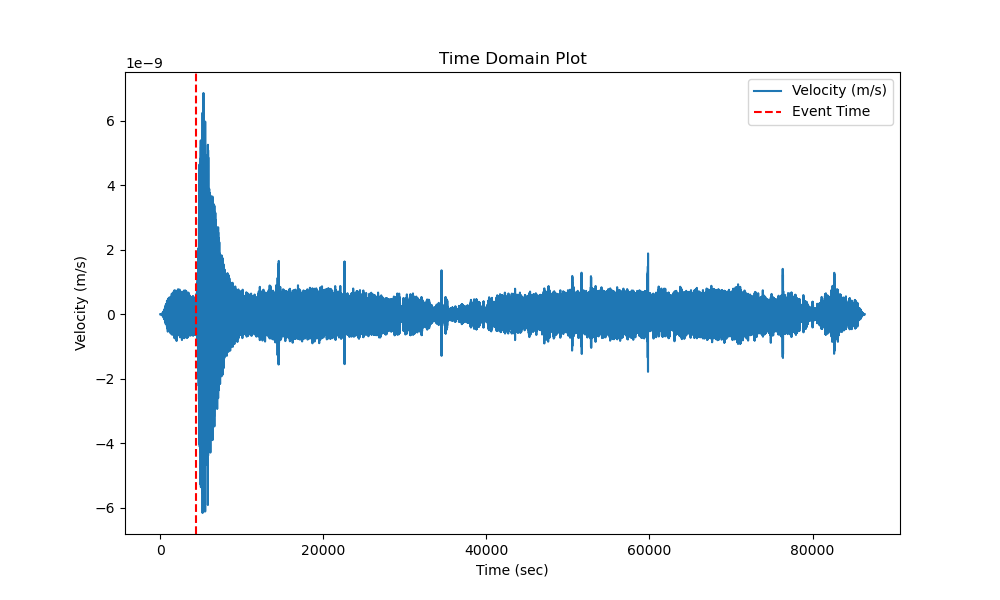 Time Domain Plot
1e−9
Velocity (m/s)
Event Time
6
4
2
0
−2
−4
−6
Velocity (m/s)
0
20000
40000
60000
80000
Time (sec)